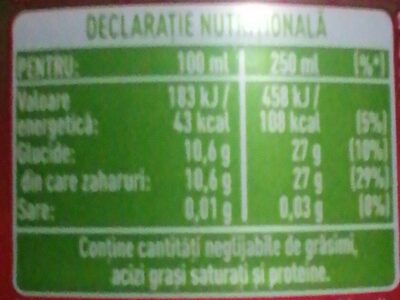 DECLARATIE NUTRIȚIONALĂ
PENTRU: 100 ml 250 ml (%*)
Valoare 183 kJ/ 458 kJ/
energetică: 43 kcal 108 kcal (5%)
Glucide: 10,6 g 27 g (10%)
din care zaharuri: 10,6 g 27 g (29%)
Sare: 0,01 g 0,03 g (0%)
Conține cantități neglijabile de grăsimi,
acizi grași saturați și proteine.